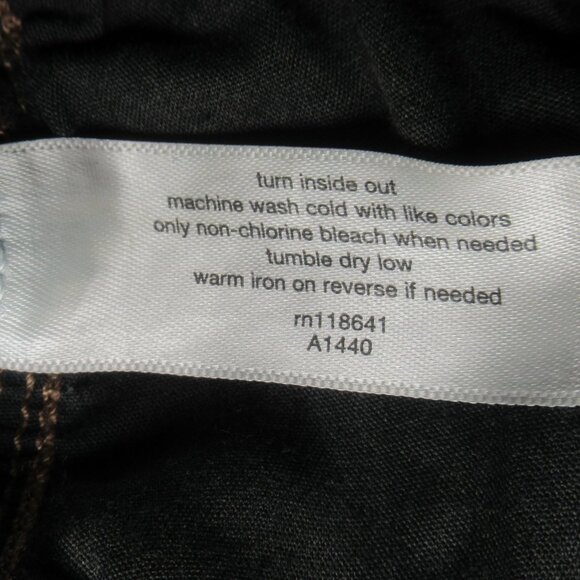 turn inside out
machine wash cold with like colors
only non-chlorine bleach when needed
tumble dry low
warm iron on reverse if needed
rn118641
A1440